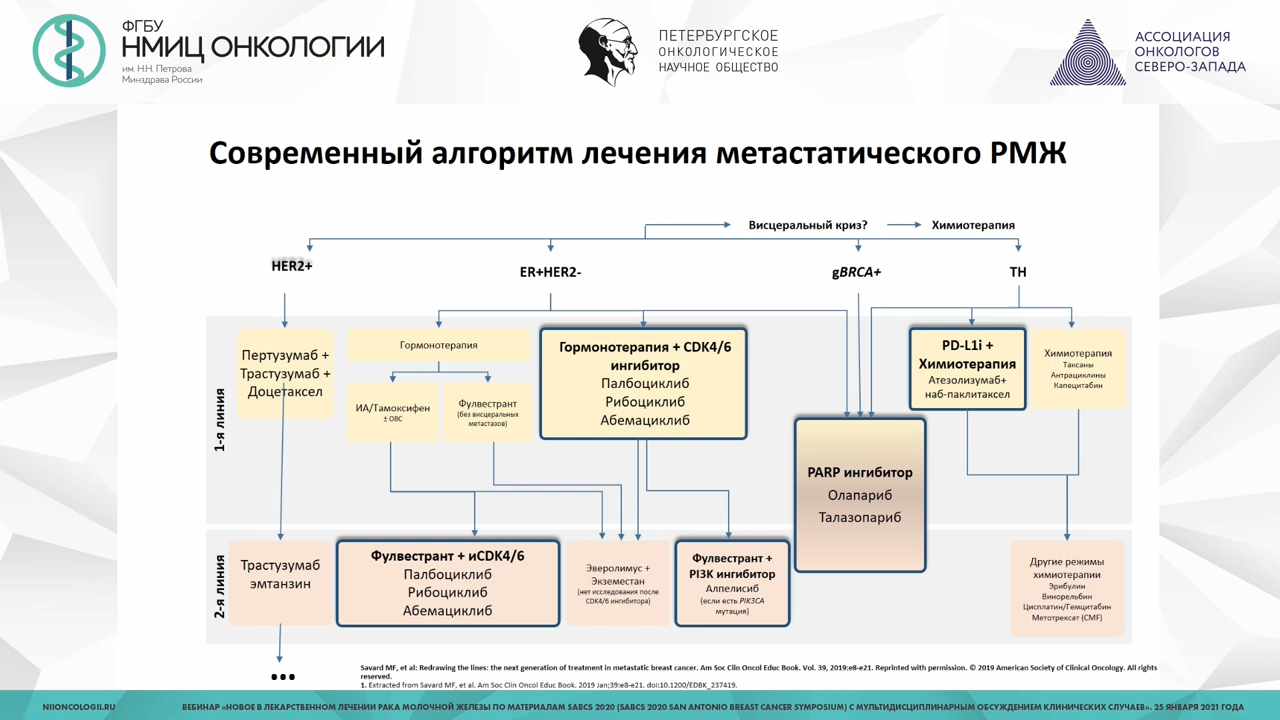 ФГБУ
НМИЦ ОНКОЛОГИИ
им. Н.Н. Петрова
Минздрава России
ПЕТЕРБУРГСКОЕ
ОНКОЛОГИЧЕСКОЕ
НАУЧНОЕ ОБЩЕСТВО
АССОЦИАЦИЯ
ОНКОЛОГОВ
СЕВЕРО-ЗАПАДА
Современный алгоритм лечения метастатического РМЖ
Висцеральный криз?
Химиотерапия
HER2+
ER+HER2-
gBRCA+
ТН
1-я линия
Пертузумаб +
Трастузумаб +
Доцетаксел
Гормонотерапия
ИА/Тамоксифен
± ОВС
Фулвестрант
(без висцеральных
метастазов)
Гормонотерапия + CDK4/6
ингибитор
Палбоциклиб
Рибоциклиб
Абемациклиб
PARP ингибитор
Олапариб
Талазопариб
PD-L1i +
Химиотерапия
Атезолизумаб+
наб-паклитаксел
Химиотерапия
Таксаны
Антрациклины
Капецитабин
2-я линия
Трастузумаб
эмтанзин
Фулвестрант + иCDK4/6
Палбоциклиб
Рибоциклиб
Абемациклиб
Эверолимус +
Экземестан
(нет исследования после
CDK4/6 ингибитора)
Фулвестрант +
PI3K ингибитор
Алпелисиб
(если есть PIK3CA
мутация)
Другие режимы
химиотерапии
Эрибулин
Винорельбин
Цисплатин/Гемцитабин
Метотрексат (CMF)
...
Savard MF, et al: Redrawing the lines: the next generation of treatment in metastatic breast cancer. Am Soc Clin Oncol Educ Book. Vol. 39, 2019:e8-e21. Reprinted with permission. © 2019 American Society of Clinical Oncology. All rights
reserved.
1. Extracted from Savard MF, et al. Am Soc Clin Oncol Educ Book. 2019 Jan;39:e8-e21. doi:10.1200/EDBK_237419.
NIIONCOLOGII.RU
ВЕБИНАР «НОВОЕ В ЛЕКАРСТВЕННОМ ЛЕЧЕНИИ РАКА МОЛОЧНОЙ ЖЕЛЕЗЫ ПО МАТЕРИАЛАМ SABCS 2020 (SABCS 2020 SAN ANTONIO BREAST CANCER SYMPOSIUM) С МУЛЬТИДИСЦИПЛИНАРНЫМ ОБСУЖДЕНИЕМ КЛИНИЧЕСКИХ СЛУЧАЕВ». 25 ЯНВАРЯ 2021 ГОДА